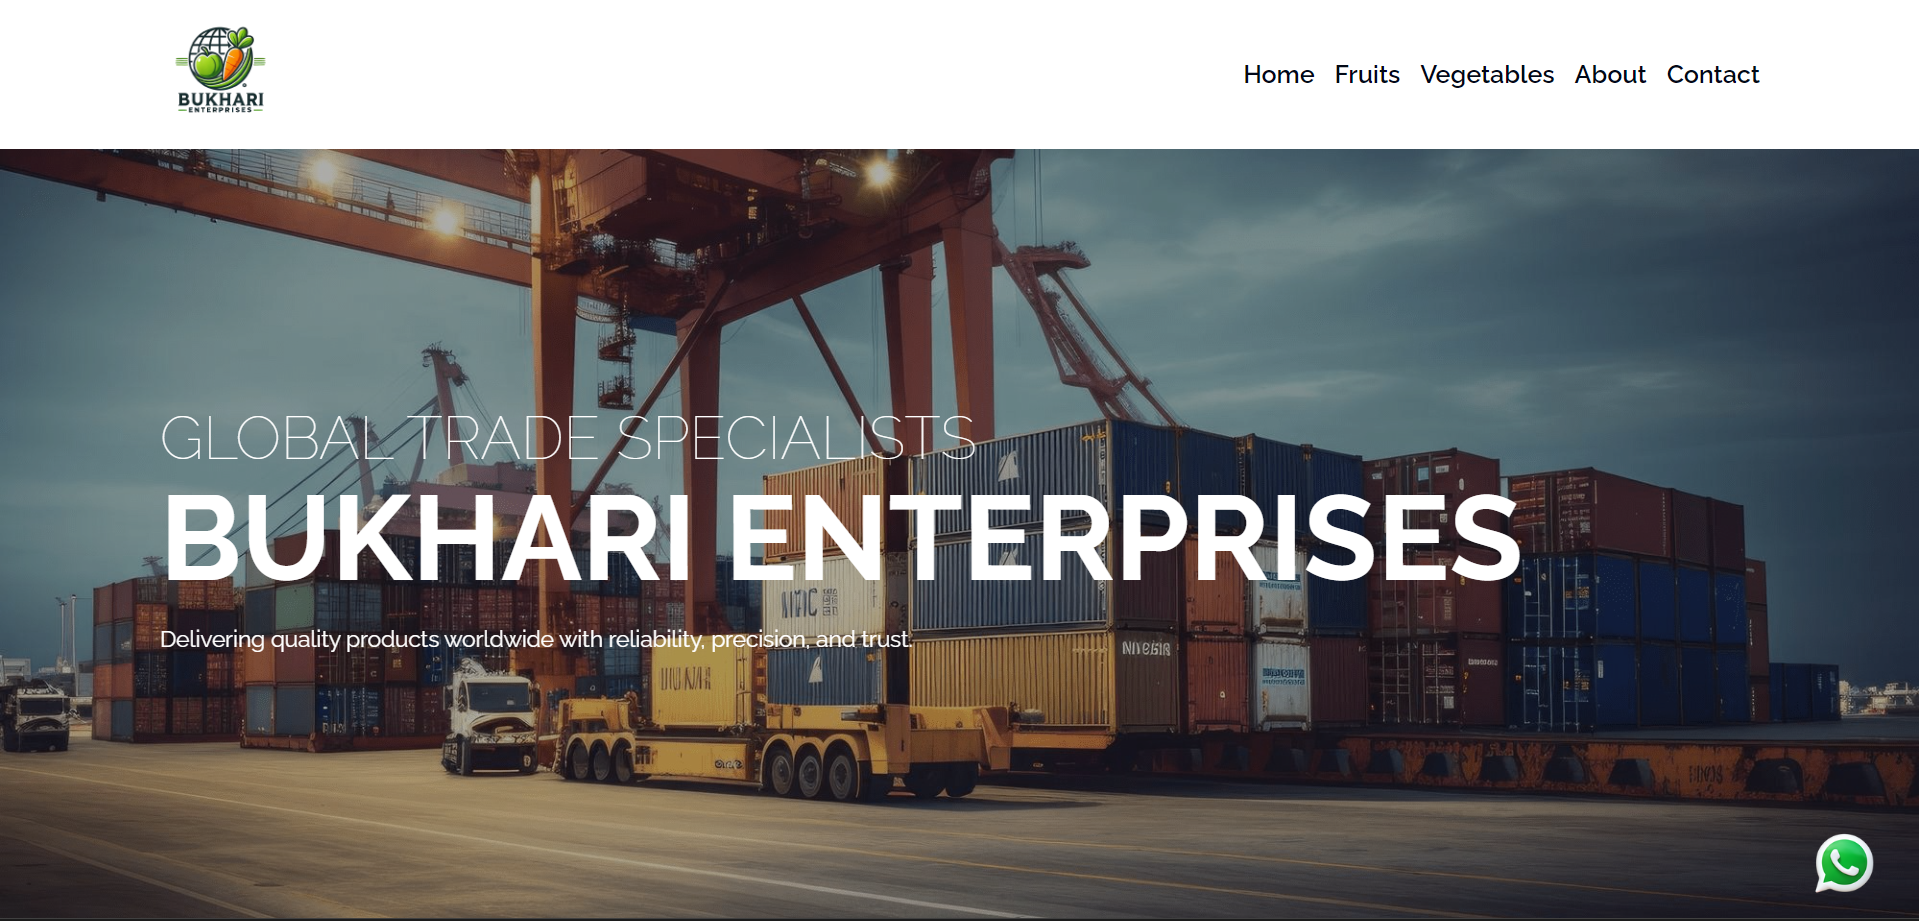 BUKHARI
ENTERPRISES
Home Fruits Vegetables About Contact
GLOBAL TRADE SPECIALISTS
BUKHARI ENTERPRISES
Delivering quality products worldwide with reliability, precision, and trust.